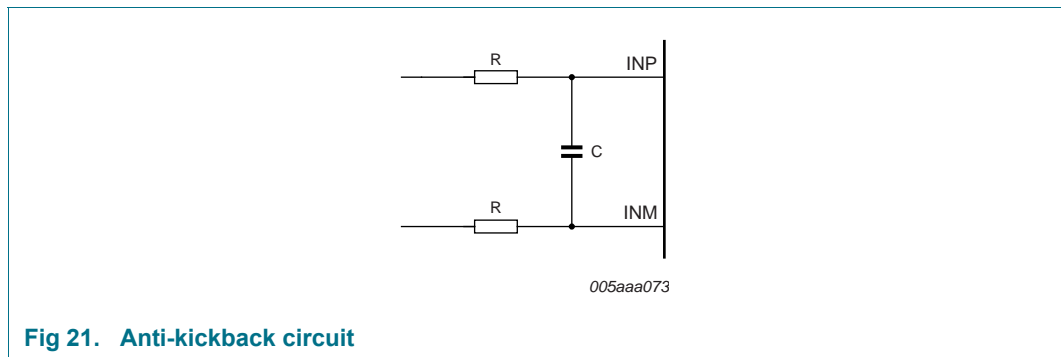 R
INP
C
R
INM
005aaa073
Fig 21. Anti-kickback circuit